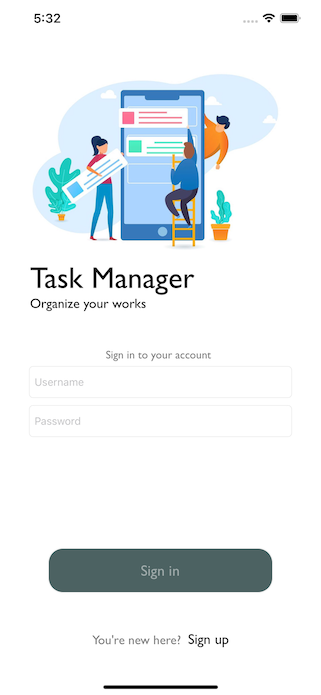 5:32
Task Manager
Organize your works
Sign in to your account
Username
Password
Sign in
You're new here? Sign up